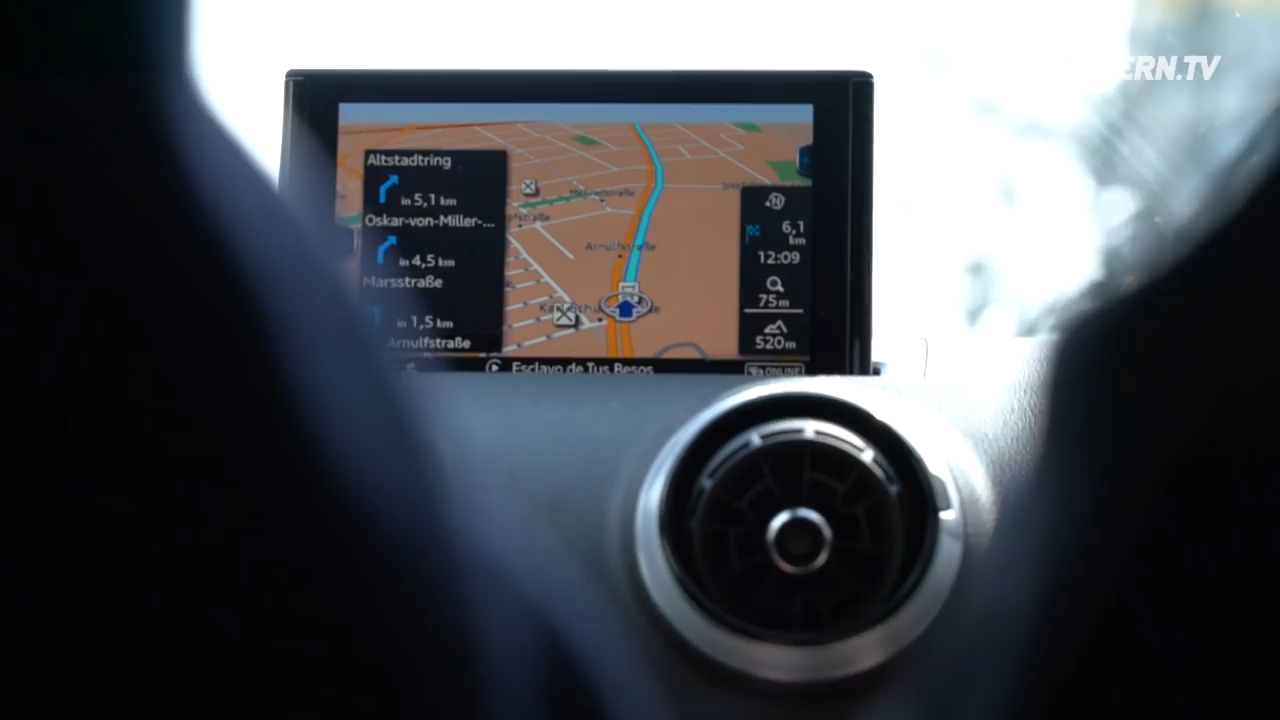 ERN.TV
Altstadtring
in 5,1 km
Oskar-von-Miller-...
in 4,5 km
Marsstraße
in 1,5 km
Arnulfstraße
Arnulfstraße
N
6,1
km
12:09
75m
520m
Esclavo de Tus Besos
ONLINE